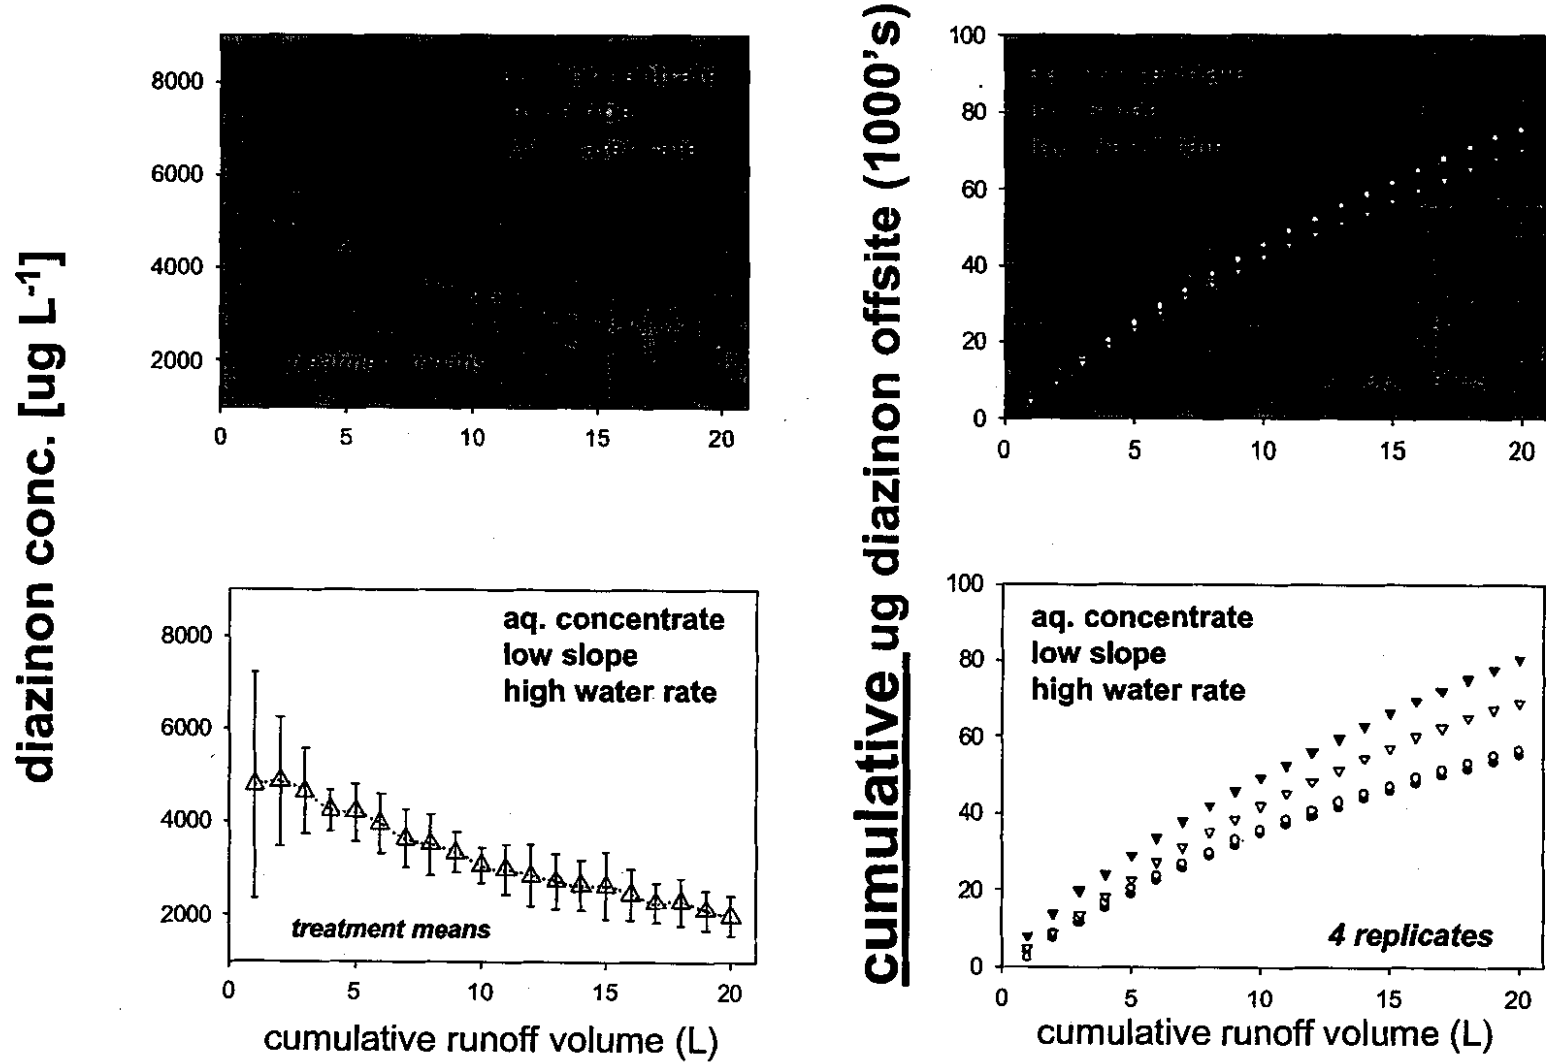 diazinon conc. [ug L-1]
8000
6000
4000
2000
0 5 10 15 20
cumulative ug diazinon offsite (1000's)
100
80
60
40
20
0
0 5 10 15 20
8000
6000
4000
2000
aq. concentrate
low slope
high water rate
treatment means
0 5 10 15 20
cumulative runoff volume (L)
100
80
60
40
20
0
aq. concentrate
low slope
high water rate
4 replicates
0 5 10 15 20
cumulative runoff volume (L)